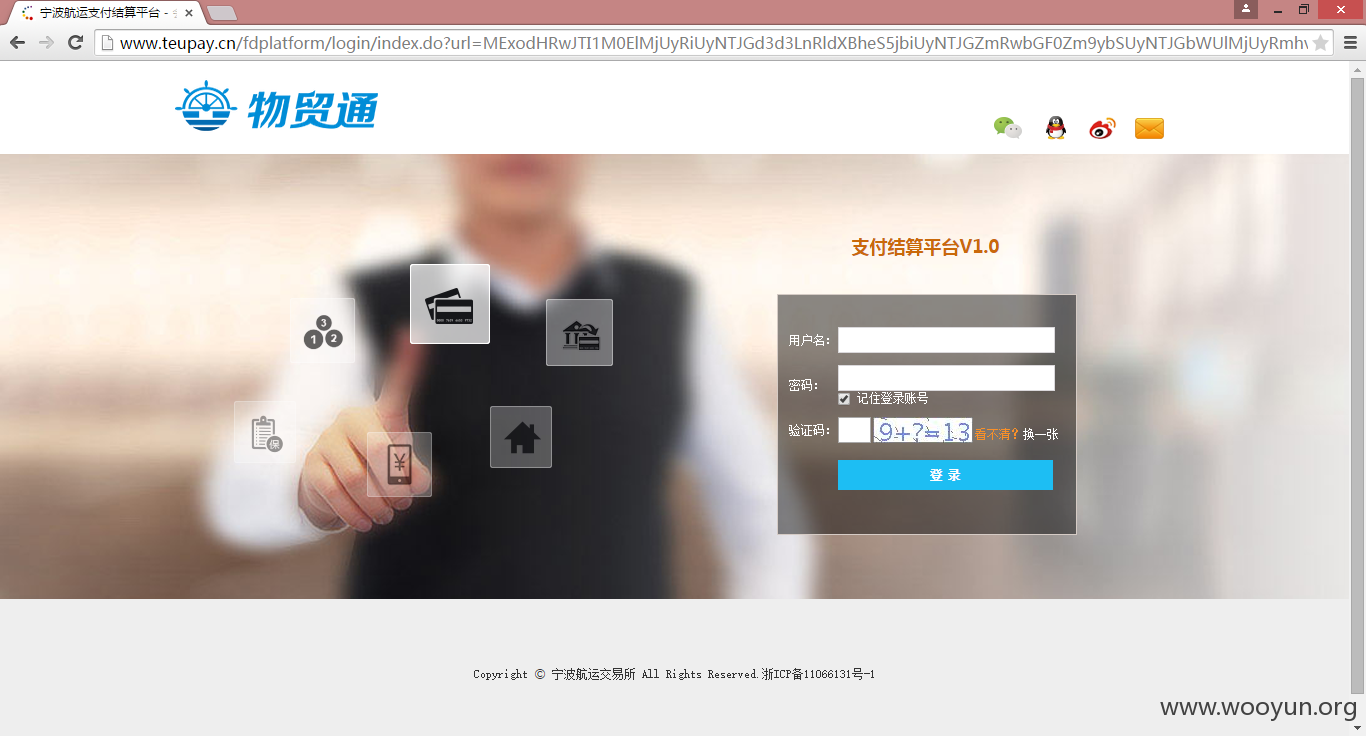 宁波航运支付结算平台 -
www.teupay.cn/fdplatform/login/index.do?url=MExodHRwJTI1M0ElMjUyRiUyNTJGd3d3LnRldXBheS5jbiUyNTJGZmRwbGF0Zm9ybSUyNTJGbWUlMjUyRmhv
物贸通
支付结算平台V1.0
3
1 2
保
¥
用户名:
密码:
记住登录账号
验证码: 9+?=13 看不清? 换一张
登 录
Copyright © 宁波航运交易所 All Rights Reserved.浙ICP备11066131号-1
www.wooyun.org